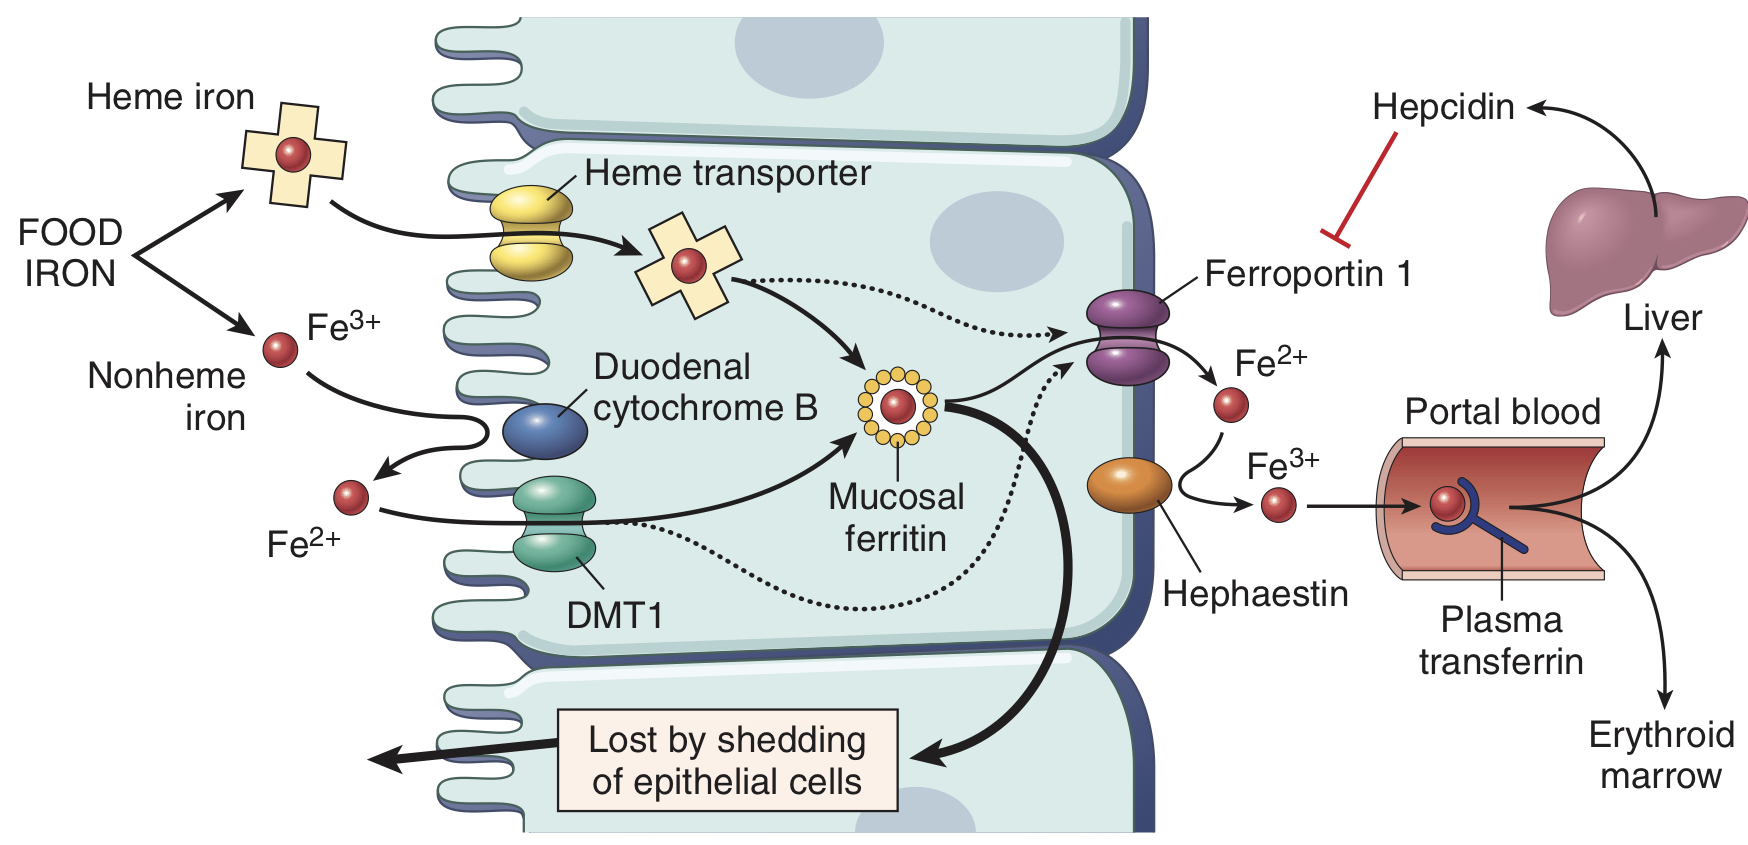 Heme iron
FOOD
IRON
Fe3+
Nonheme
iron
Fe2+
Heme transporter
Duodenal
cytochrome B
DMT1
Mucosal
ferritin
Lost by shedding
of epithelial cells
Hepcidin
Ferroportin 1
Liver
Fe2+
Portal blood
Fe3+
Hephaestin
Plasma
transferrin
Erythroid
marrow